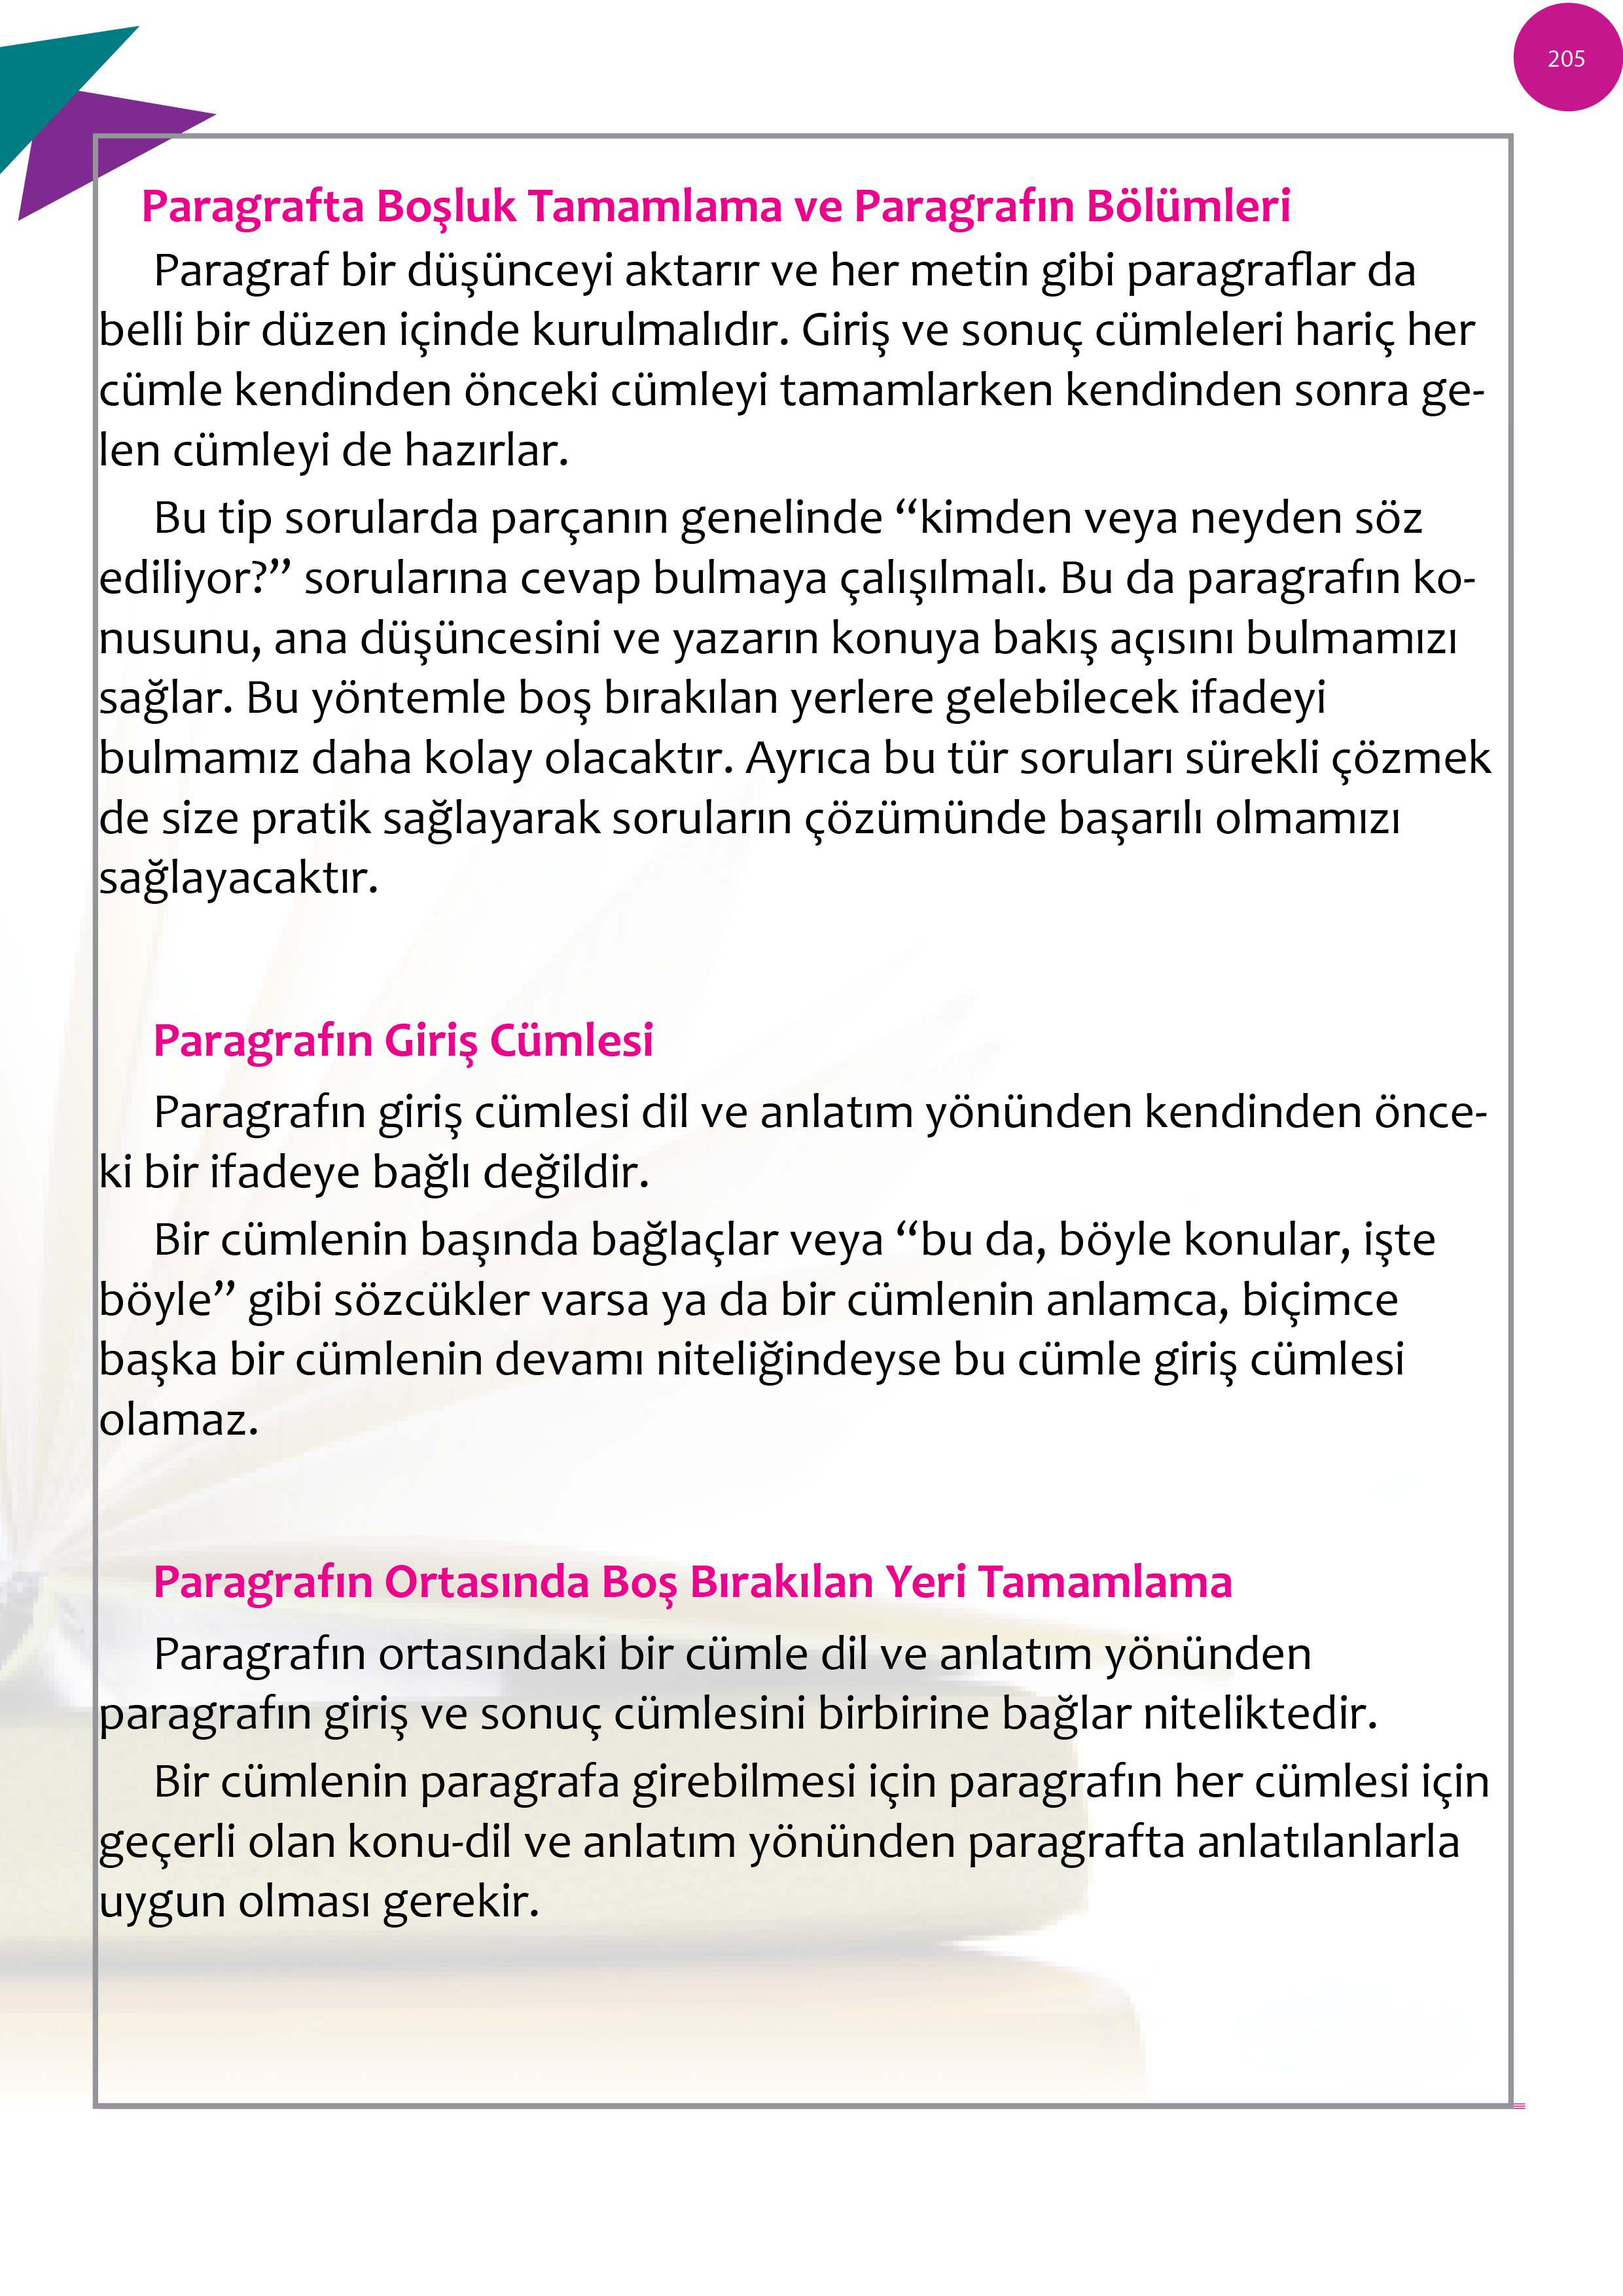 205
Paragrafta Boşluk Tamamlama ve Paragrafın Bölümleri
Paragraf bir düşünceyi aktarır ve her metin gibi paragraflar da
belli bir düzen içinde kurulmalıdır. Giriş ve sonuç cümleleri hariç her
cümle kendinden önceki cümleyi tamamlarken kendinden sonra ge-
len cümleyi de hazırlar.
Bu tip sorularda parçanın genelinde “kimden veya neyden söz
ediliyor?” sorularına cevap bulmaya çalışılmalı. Bu da paragrafın ko-
nusunu, ana düşüncesini ve yazarın konuya bakış açısını bulmamızı
sağlar. Bu yöntemle boş bırakılan yerlere gelebilecek ifadeyi
bulmamız daha kolay olacaktır. Ayrıca bu tür soruları sürekli çözmek
de size pratik sağlayarak soruların çözümünde başarılı olmamızı
sağlayacaktır.
Paragrafın Giriş Cümlesi
Paragrafın giriş cümlesi dil ve anlatım yönünden kendinden önce-
ki bir ifadeye bağlı değildir.
Bir cümlenin başında bağlaçlar veya “bu da, böyle konular, işte
böyle” gibi sözcükler varsa ya da bir cümlenin anlamca, biçimce
başka bir cümlenin devamı niteliğindeyse bu cümle giriş cümlesi
olamaz.
Paragrafın Ortasında Boş Bırakılan Yeri Tamamlama
Paragrafın ortasındaki bir cümle dil ve anlatım yönünden
paragrafın giriş ve sonuç cümlesini birbirine bağlar niteliktedir.
Bir cümlenin paragrafa girebilmesi için paragrafın her cümlesi için
geçerli olan konu-dil ve anlatım yönünden paragrafta anlatılanlarla
uygun olması gerekir.